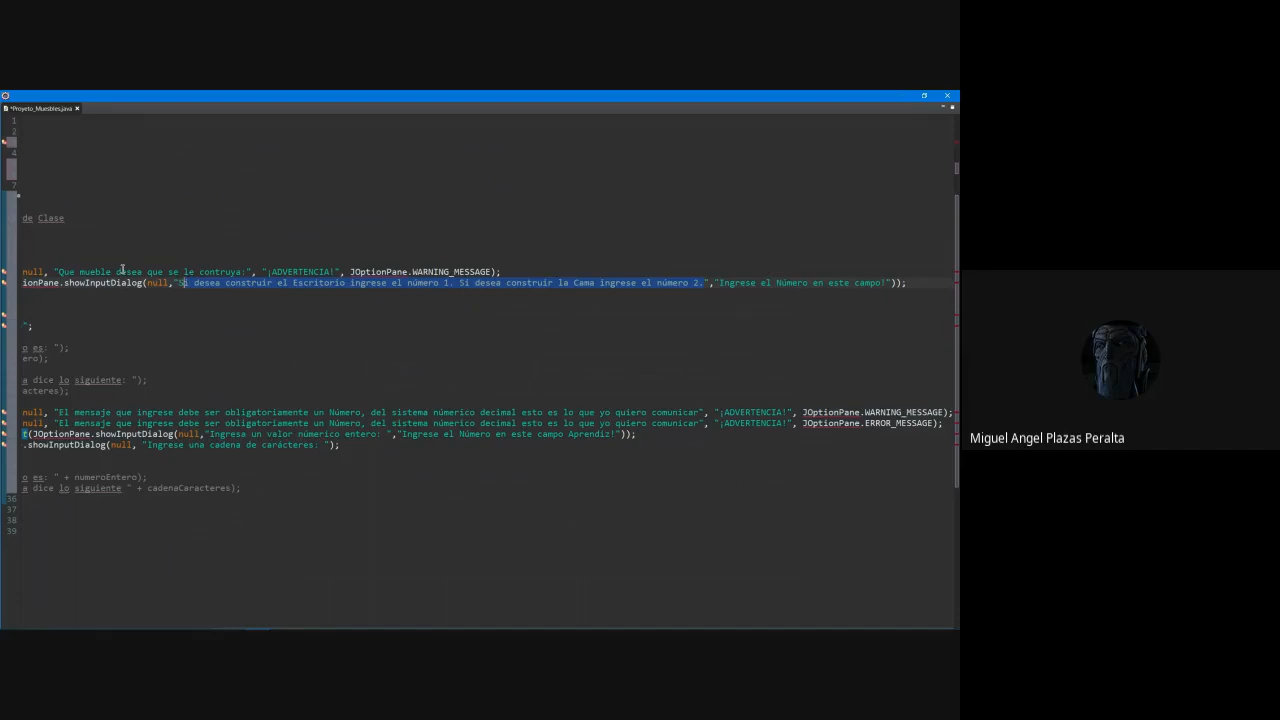 *Proyeto_Muesbles.java
1
2
4
7
de Clase
null, "Que mueble desea que se le contruya:", "¡ADVERTENCIA!", JOptionPane.WARNING_MESSAGE);
ionPane.showInputDialog(null,"Si desea construir el Escritorio ingrese el número 1. Si desea construir la Cama ingrese el número 2.","Ingrese el Número en este campo!"));
";
o es: ");
ero);
a dice lo siguiente: ");
acteres);
null, "El mensaje que ingrese debe ser obligatoriamente un Número, del sistema númerico decimal esto es lo que yo quiero comunicar", "¡ADVERTENCIA!", JOptionPane.WARNING_MESSAGE);
null, "El mensaje que ingrese debe ser obligatoriamente un Número, del sistema númerico decimal esto es lo que yo quiero comunicar", "¡ADVERTENCIA!", JOptionPane.ERROR_MESSAGE);
t(JOptionPane.showInputDialog(null,"Ingresa un valor númerico entero: ","Ingrese el Número en este campo Aprendiz!"));
.showInputDialog(null, "Ingrese una cadena de carácteres: ");
o es: " + numeroEntero);
a dice lo siguiente " + cadenaCaracteres);
36
37
38
39
Miguel Angel Plazas Peralta